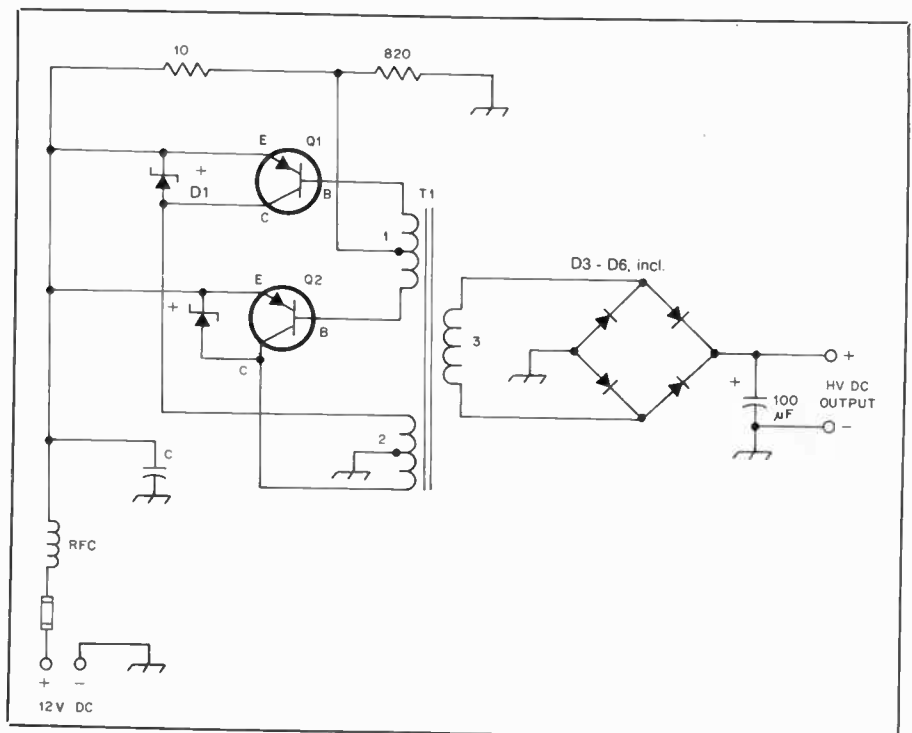 10
820
E
Q1
+
D1
B
T1
C
1
D3 - D6, incl.
E
Q2
+
B
3
C
+
+
HV DC
OUTPUT
100
µF
-
2
C
RFC
+ -
12V DC